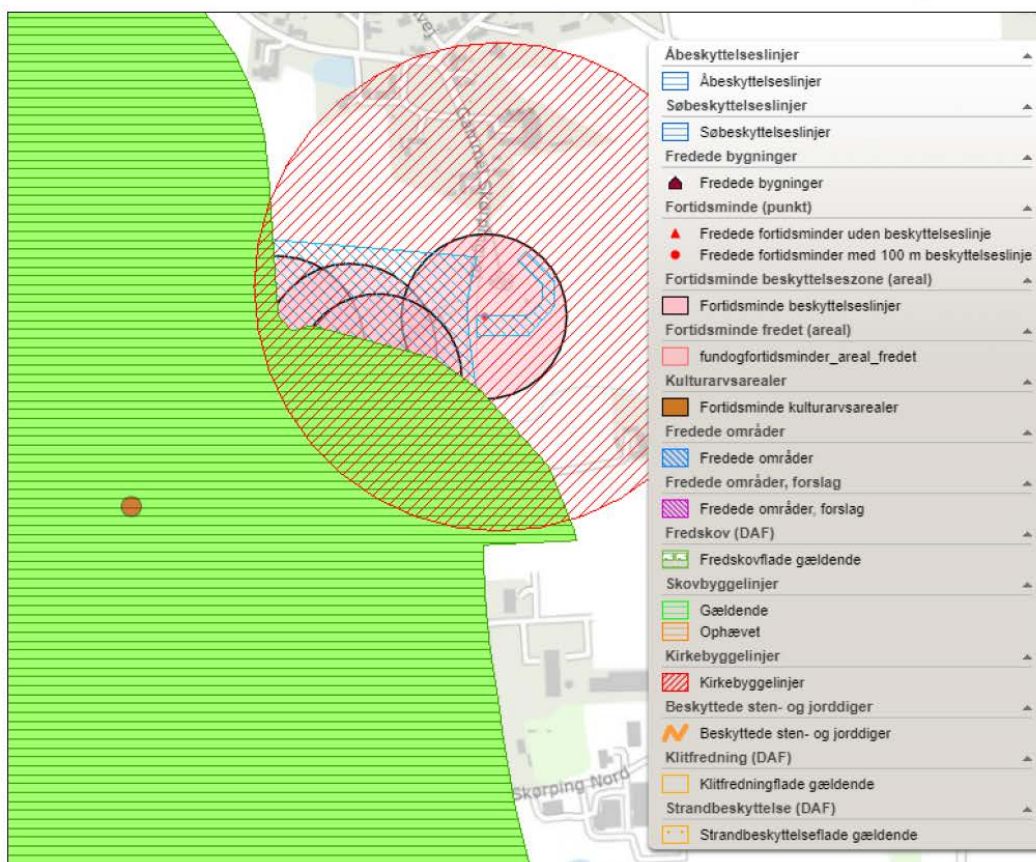 Gammel Skørpingvej
Skørping Nord
Åbeskyttelseslinjer
Åbeskyttelseslinjer
Søbeskyttelseslinjer
Søbeskyttelseslinjer
Fredede bygninger
Fredede bygninger
Fortidsminde (punkt)
Fredede fortidsminder uden beskyttelseslinje
Fredede fortidsminder med 100 m beskyttelseslinje
Fortidsminde beskyttelseszone (areal)
Fortidsminde beskyttelseslinjer
Fortidsminde fredet (areal)
fundogfortidsminder_areal_fredet
Kulturarvsarealer
Fortidsminde kulturarvsarealer
Fredede områder
Fredede områder
Fredede områder, forslag
Fredede områder, forslag
Fredskov (DAF)
Fredskovflade gældende
Skovbyggelinjer
Gældende
Ophævet
Kirkebyggelinjer
Kirkebyggelinjer
Beskyttede sten- og jorddiger
Beskyttede sten- og jorddiger
Klitfredning (DAF)
Klitfredningflade gældende
Strandbeskyttelse (DAF)
Strandbeskyttelseflade gældende